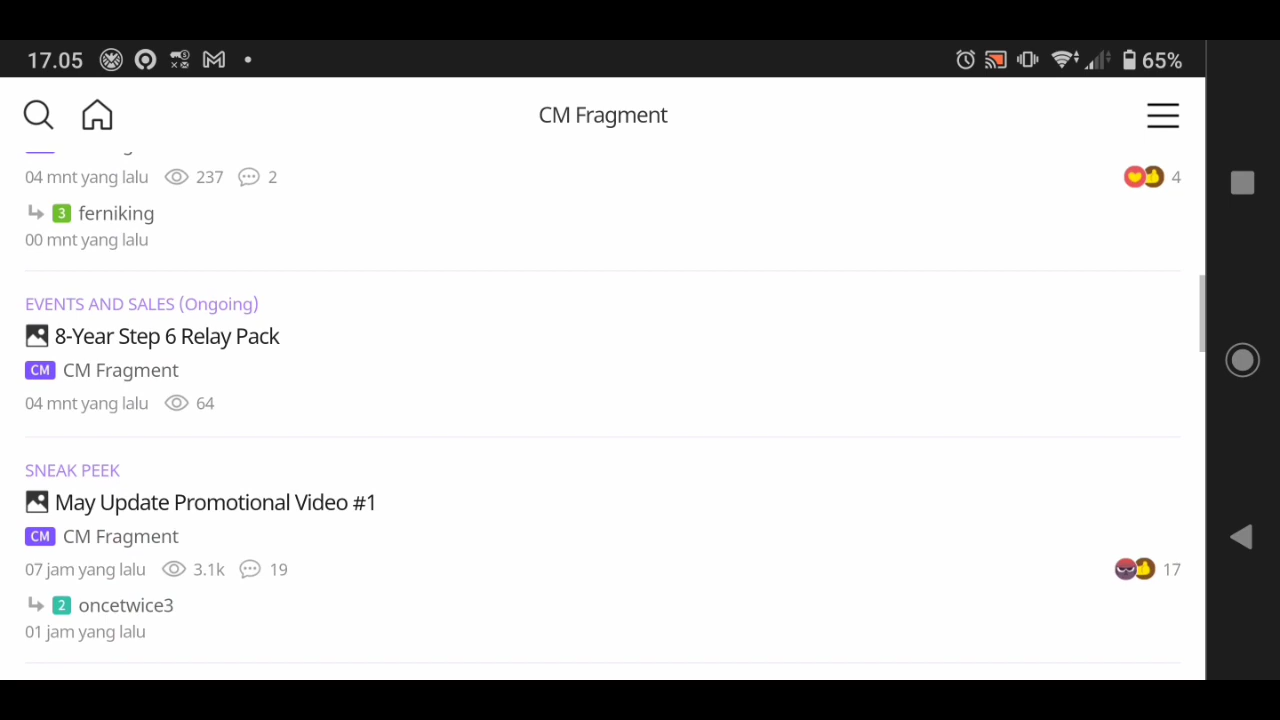 17.05 65%
CM Fragment
04 mnt yang lalu 237 2 4
3 ferniking
00 mnt yang lalu
EVENTS AND SALES (Ongoing)
8-Year Step 6 Relay Pack
CM CM Fragment
04 mnt yang lalu 64
SNEAK PEEK
May Update Promotional Video #1
CM CM Fragment
07 jam yang lalu 3.1k 19 17
2 oncetwice3
01 jam yang lalu